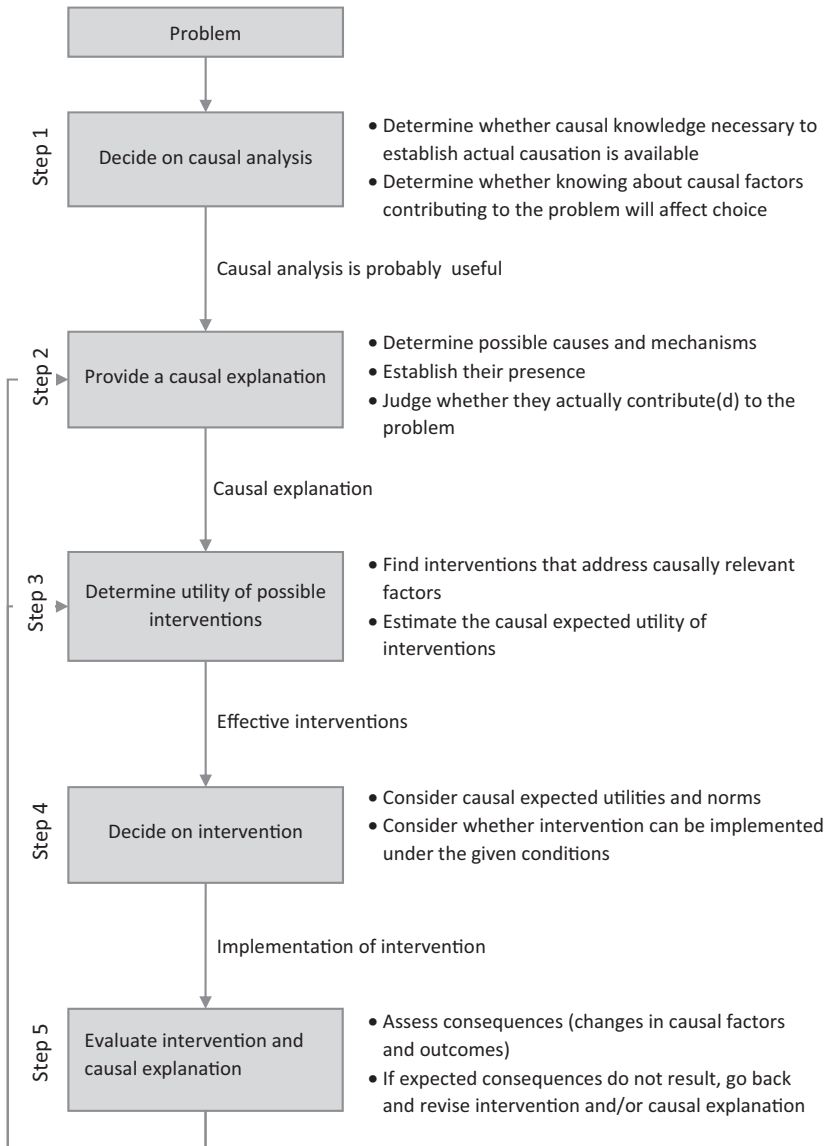 Problem
Step 1
Decide on causal analysis
• Determine whether causal knowledge necessary to
establish actual causation is available
• Determine whether knowing about causal factors
contributing to the problem will affect choice
Causal analysis is probably useful
Step 2
Provide a causal explanation
• Determine possible causes and mechanisms
• Establish their presence
• Judge whether they actually contribute(d) to the
problem
Causal explanation
Step 3
Determine utility of possible
interventions
• Find interventions that address causally relevant
factors
• Estimate the causal expected utility of
interventions
Effective interventions
Step 4
Decide on intervention
• Consider causal expected utilities and norms
• Consider whether intervention can be implemented
under the given conditions
Implementation of intervention
Step 5
Evaluate intervention and
causal explanation
• Assess consequences (changes in causal factors
and outcomes)
• If expected consequences do not result, go back
and revise intervention and/or causal explanation